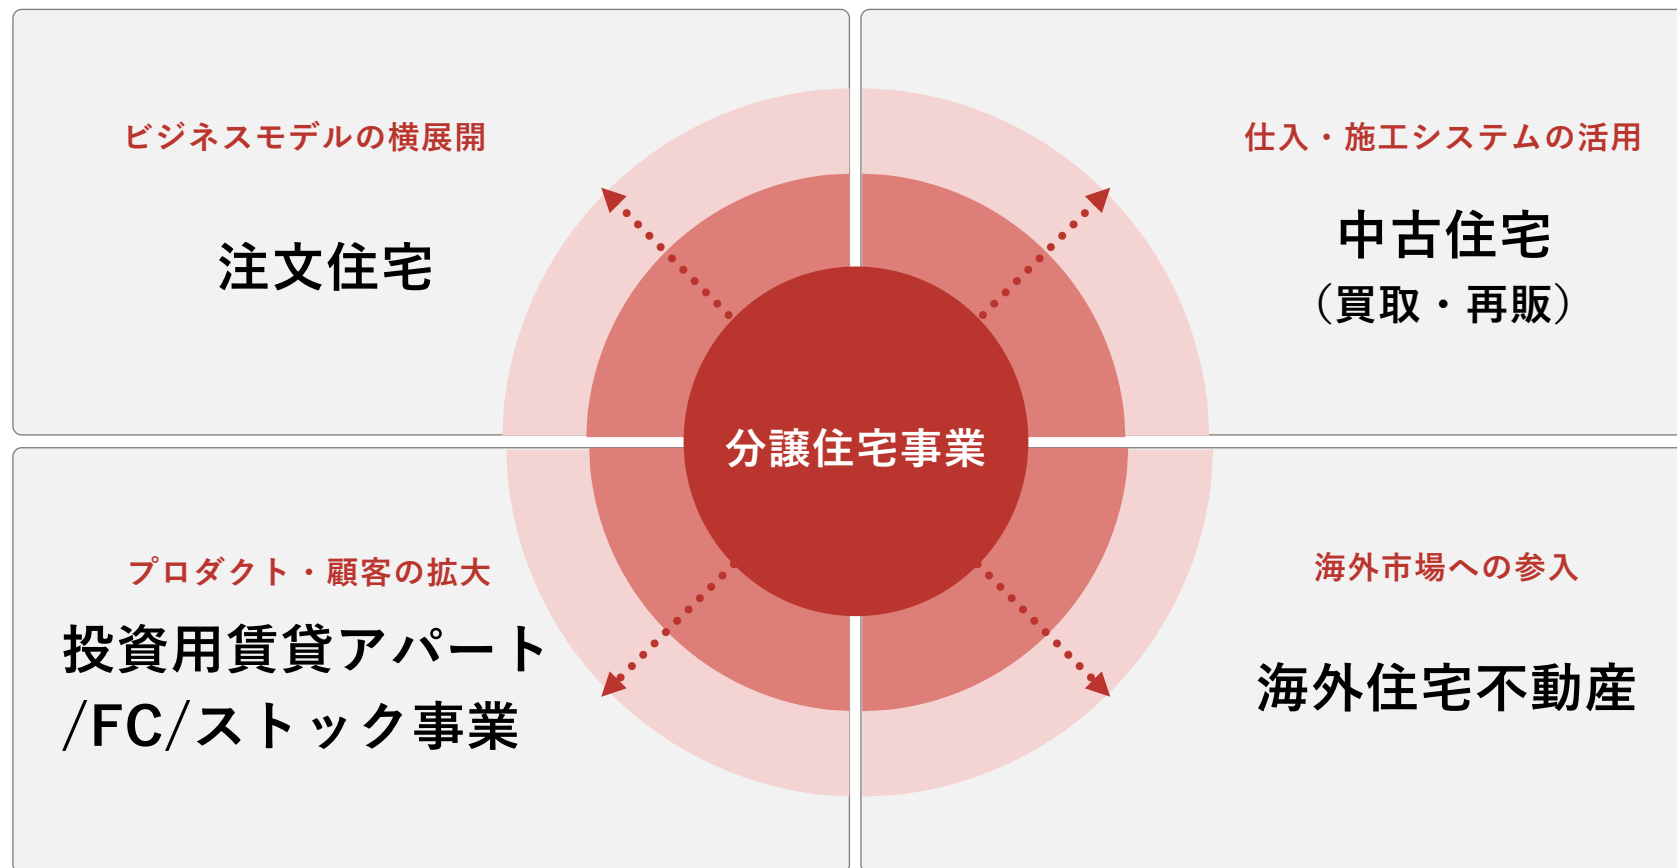 ビジネスモデルの横展開
注文住宅
仕入・施工システムの活用
中古住宅
（買取・再販）
分譲住宅事業
プロダクト・顧客の拡大
投資用賃貸アパート
/FC/ストック事業
海外市場への参入
海外住宅不動産